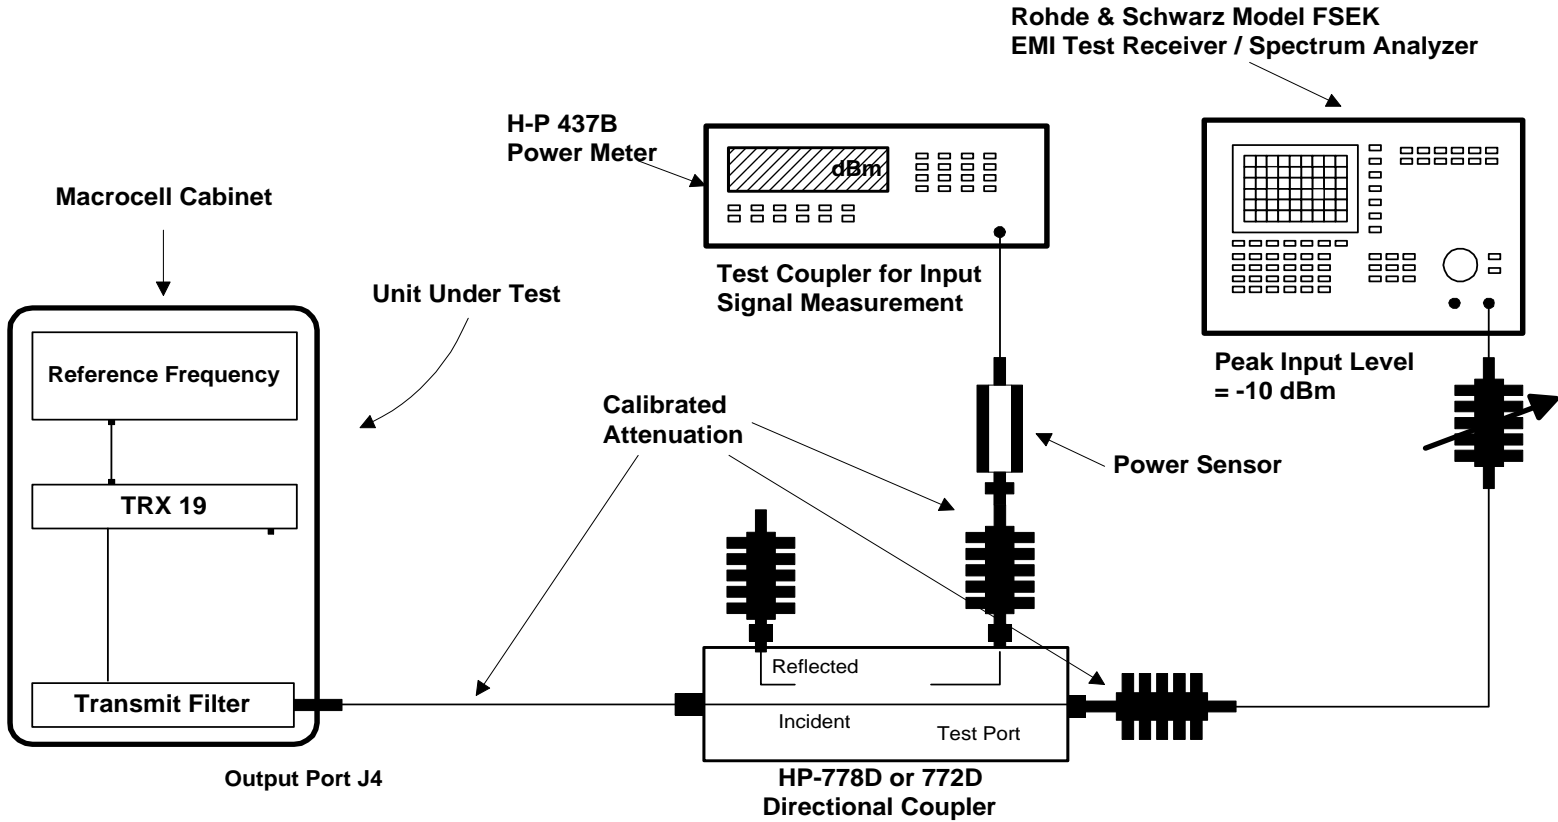 Rohde & Schwarz Model FSEK
EMI Test Receiver / Spectrum Analyzer
H-P 437B
Power Meter
dBm
Macrocell Cabinet
Test Coupler for Input
Signal Measurement
Unit Under Test
Peak Input Level
= -10 dBm
Reference Frequency
Calibrated
Attenuation
Power Sensor
TRX 19
Reflected
Transmit Filter
Incident
Test Port
Output Port J4
HP-778D or 772D
Directional Coupler